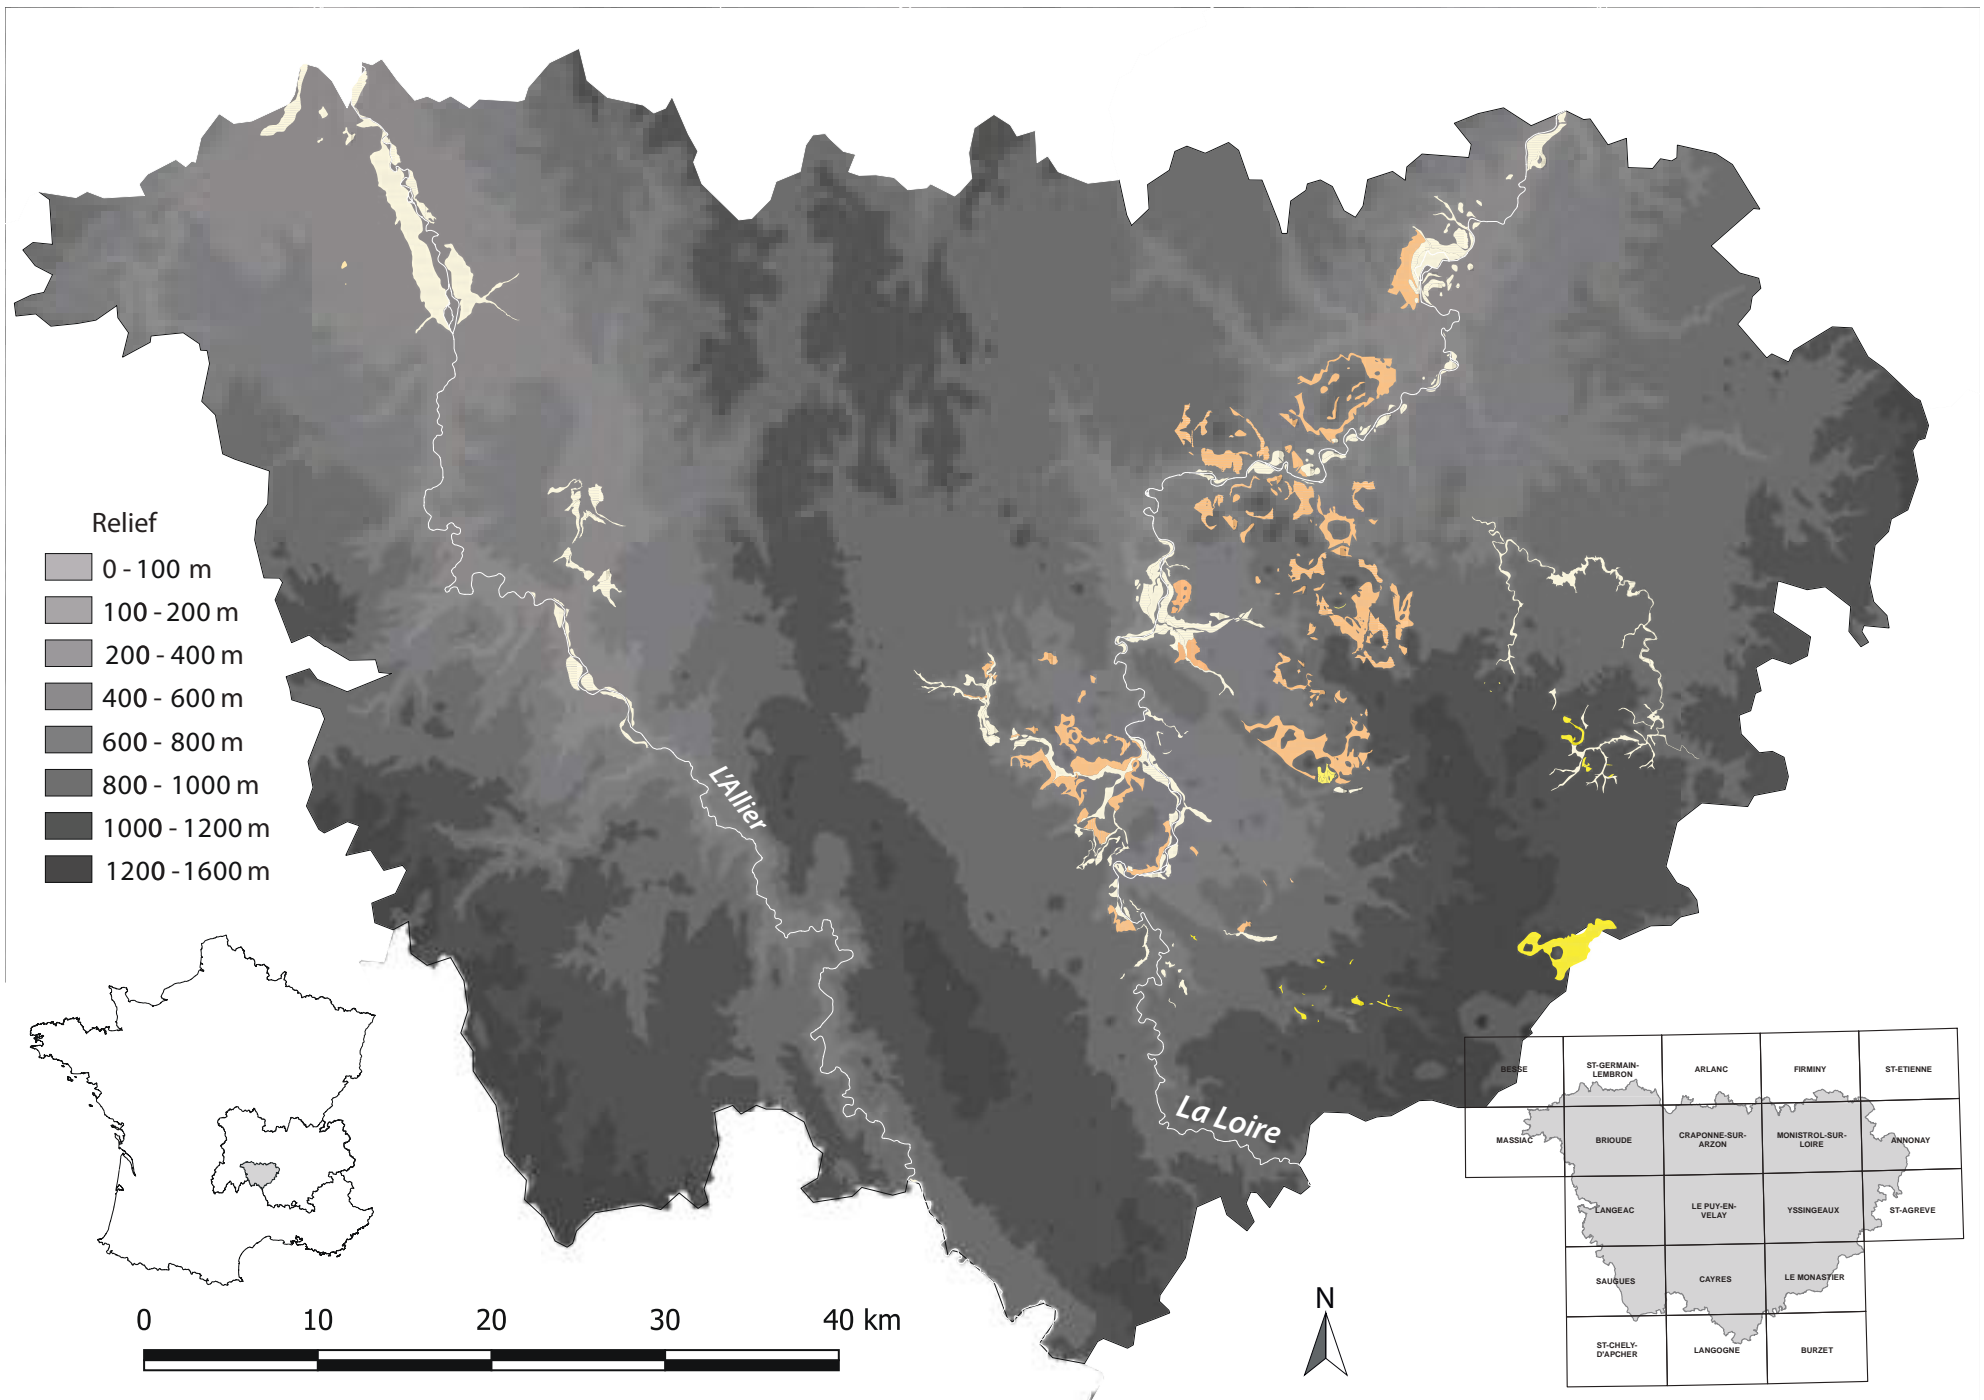 Relief
0 - 100 m
100 - 200 m
200 - 400 m
400 - 600 m
600 - 800 m
800 - 1000 m
1000 - 1200 m
1200 - 1600 m
L'Allier
La Loire
0 10 20 30 40 km
N
BESSE
ST-GERMAIN-
LEMBRON
ARLANC
FIRMINY
ST-ETIENNE
MASSIAC
BRIOUDE
CRAPONNE-SUR-
ARZON
MONISTROL-SUR-
LOIRE
ANNONAY
LANGEAC
LE PUY-EN-
VELAY
YSSINGEAUX
ST-AGREVE
SAUGUES
CAYRES
LE MONASTIER
ST-CHELY-
D'APCHER
LANGOGNE
BURZET